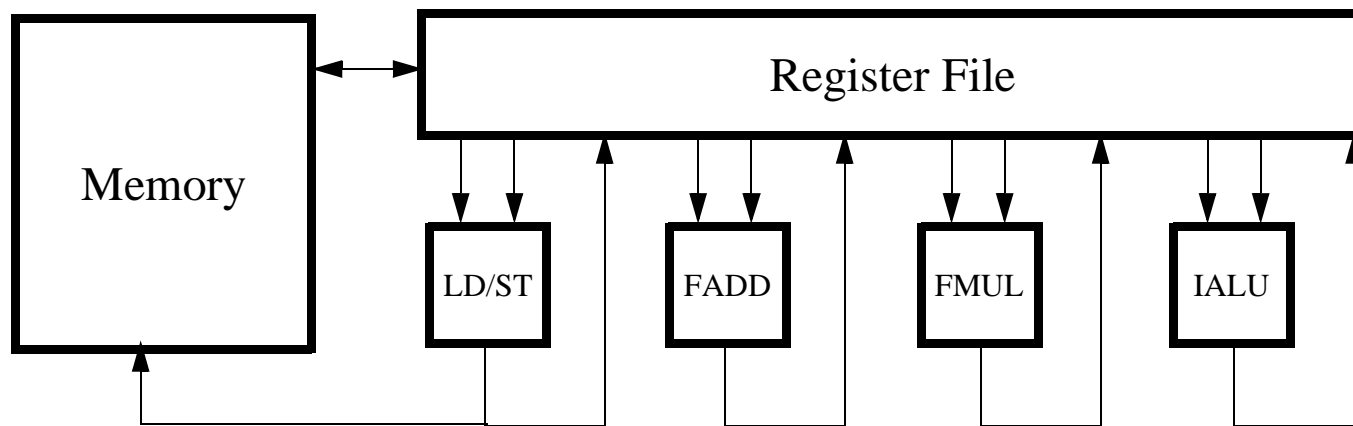 Register File
Memory
LD/ST
FADD
FMUL
IALU